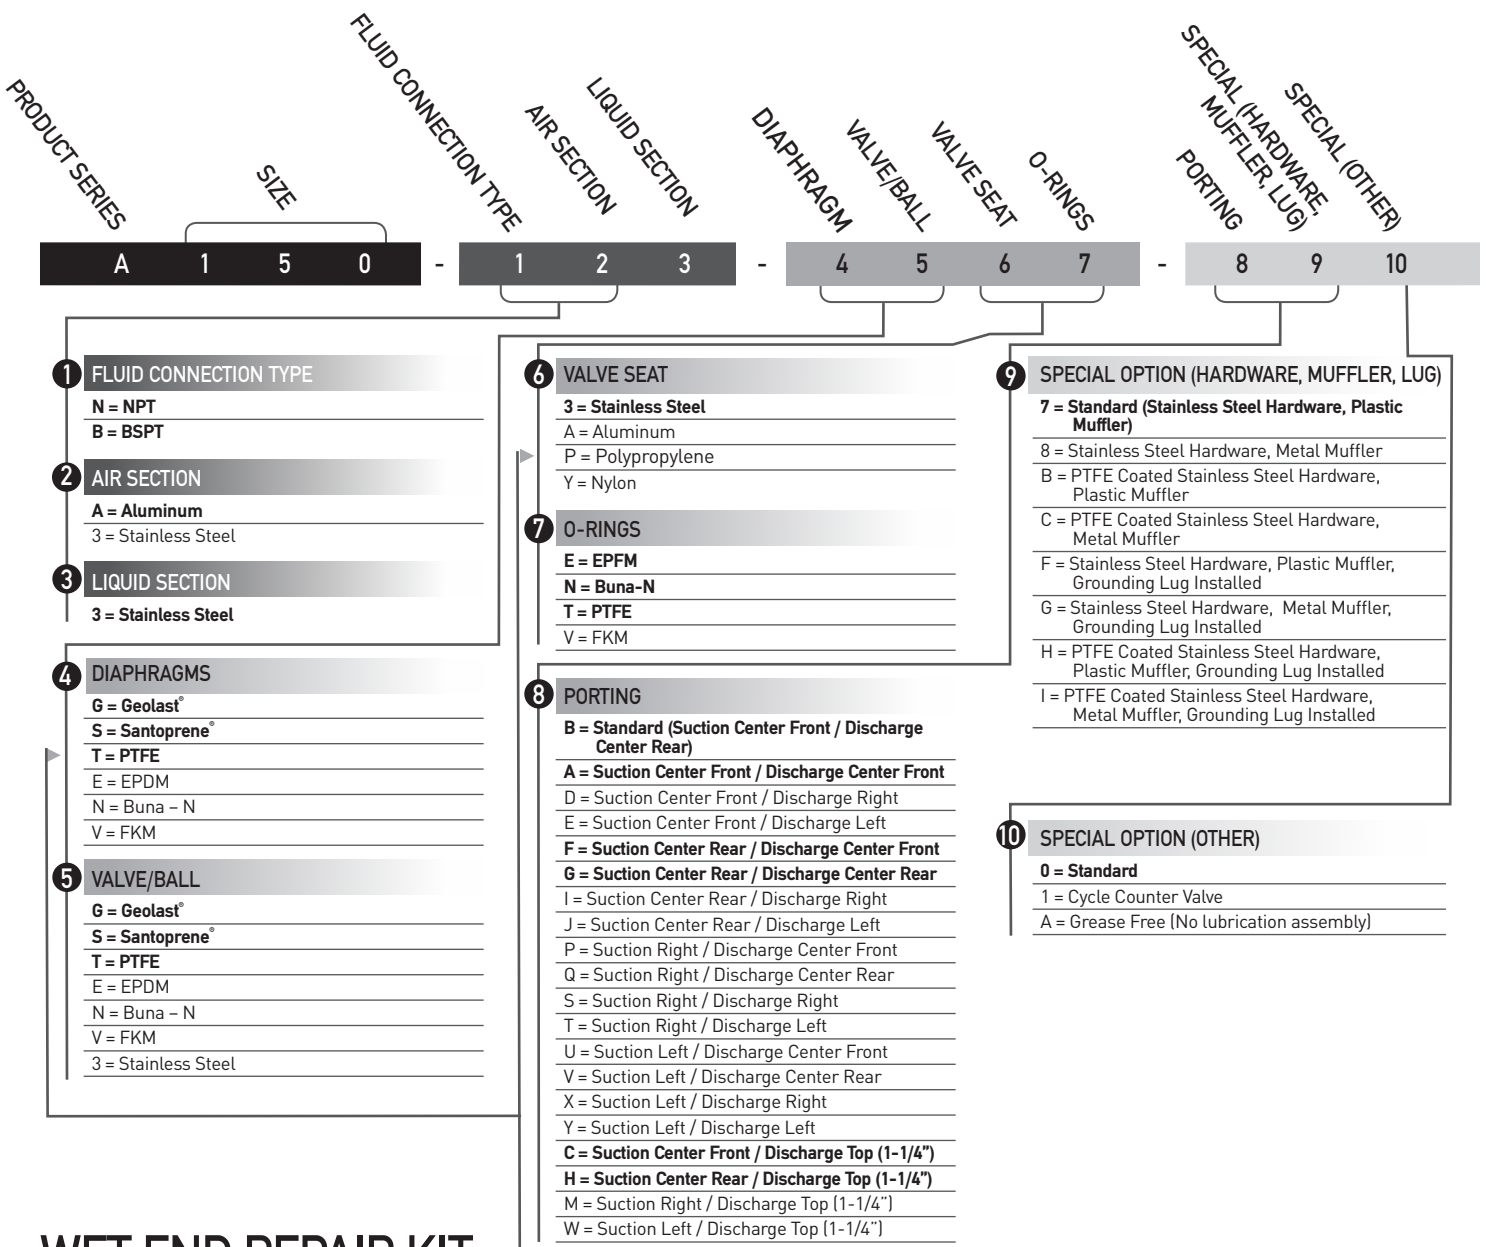 PRODUCT SERIES
SIZE
FLUID CONNECTION TYPE
AIR SECTION
LIQUID SECTION
DIAPHRAGM
VALVE/BALL
VALVE SEAT
O-RINGS
PORTING
SPECIAL (HARDWARE,
MUFFLER, LUG)
SPECIAL (OTHER)
A 1 5 0 - 1 2 3 - 4 5 6 7 - 8 9 10
1 FLUID CONNECTION TYPE
N = NPT
B = BSPT
2 AIR SECTION
A = Aluminum
3 = Stainless Steel
3 LIQUID SECTION
3 = Stainless Steel
4 DIAPHRAGMS
G = Geolast®
S = Santoprene®
T = PTFE
E = EPDM
N = Buna – N
V = FKM
5 VALVE/BALL
G = Geolast®
S = Santoprene®
T = PTFE
E = EPDM
N = Buna – N
V = FKM
3 = Stainless Steel
6 VALVE SEAT
3 = Stainless Steel
A = Aluminum
P = Polypropylene
Y = Nylon
7 O-RINGS
E = EPFM
N = Buna-N
T = PTFE
V = FKM
8 PORTING
B = Standard (Suction Center Front / Discharge
Center Rear)
A = Suction Center Front / Discharge Center Front
D = Suction Center Front / Discharge Right
E = Suction Center Front / Discharge Left
F = Suction Center Rear / Discharge Center Front
G = Suction Center Rear / Discharge Center Rear
I = Suction Center Rear / Discharge Right
J = Suction Center Rear / Discharge Left
P = Suction Right / Discharge Center Front
Q = Suction Right / Discharge Center Rear
S = Suction Right / Discharge Right
T = Suction Right / Discharge Left
U = Suction Left / Discharge Center Front
V = Suction Left / Discharge Center Rear
X = Suction Left / Discharge Right
Y = Suction Left / Discharge Left
C = Suction Center Front / Discharge Top (1-1/4”)
H = Suction Center Rear / Discharge Top (1-1/4”)
M = Suction Right / Discharge Top (1-1/4”)
W = Suction Left / Discharge Top (1-1/4”)
9 SPECIAL OPTION (HARDWARE, MUFFLER, LUG)
7 = Standard (Stainless Steel Hardware, Plastic
Muffler)
8 = Stainless Steel Hardware, Metal Muffler
B = PTFE Coated Stainless Steel Hardware,
Plastic Muffler
C = PTFE Coated Stainless Steel Hardware,
Metal Muffler
F = Stainless Steel Hardware, Plastic Muffler,
Grounding Lug Installed
G = Stainless Steel Hardware, Metal Muffler,
Grounding Lug Installed
H = PTFE Coated Stainless Steel Hardware,
Plastic Muffler, Grounding Lug Installed
I = PTFE Coated Stainless Steel Hardware,
Metal Muffler, Grounding Lug Installed
10 SPECIAL OPTION (OTHER)
0 = Standard
1 = Cycle Counter Valve
A = Grease Free (No lubrication assembly)
WET END REPAIR KIT